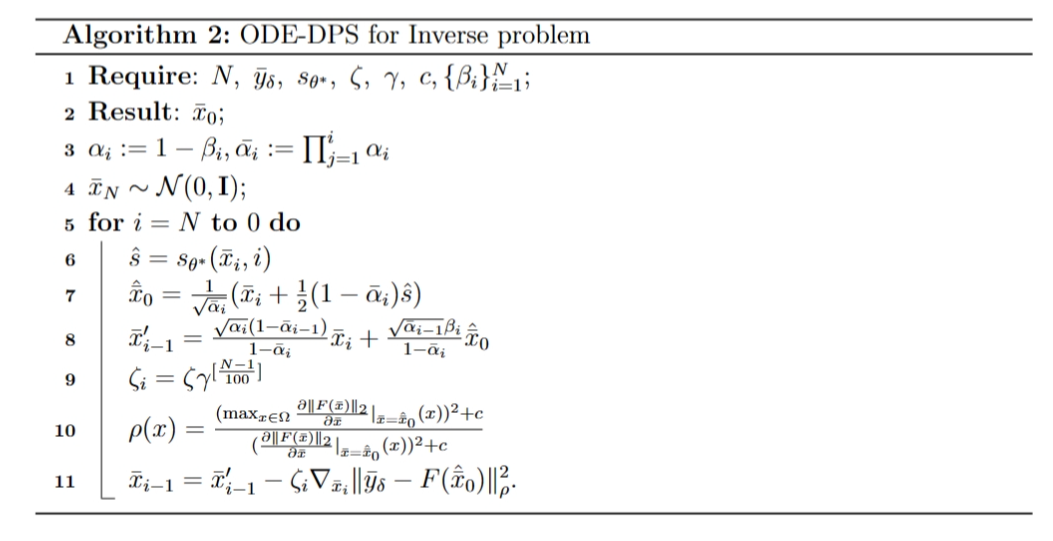 Algorithm 2: ODE-DPS for Inverse problem
1 Require: $N$, $\bar{y}_\delta$, $s_{\theta^*}$, $\zeta$, $\gamma$, $c$, $\{\beta_i\}_{i=1}^N$;
2 Result: $\bar{x}_0$;
3 $\alpha_i := 1 - \beta_i, \bar{\alpha}_i := \prod_{j=1}^{i} \alpha_i$
4 $\bar{x}_N \sim \mathcal{N}(0, \mathbf{I})$;
5 for $i = N$ to $0$ do
6 $\hat{s} = s_{\theta^*}(\bar{x}_i, i)$
7 $\hat{\bar{x}}_0 = \frac{1}{\sqrt{\bar{\alpha}_i}}(\bar{x}_i + \frac{1}{2}(1 - \bar{\alpha}_i)\hat{s})$
8 $\bar{x}'_{i-1} = \frac{\sqrt{\alpha_i}(1-\bar{\alpha}_{i-1})}{1-\bar{\alpha}_i}\bar{x}_i + \frac{\sqrt{\bar{\alpha}_{i-1}}\beta_i}{1-\bar{\alpha}_i}\hat{\bar{x}}_0$
9 $\zeta_i = \zeta\gamma^{[\frac{N-1}{100}]}$
10 $\rho(x) = \frac{(\max_{x\in\Omega} \frac{\partial\|F(\bar{x})\|_2}{\partial\bar{x}}|_{\bar{x}=\hat{\bar{x}}_0}(x))^2+c}{(\frac{\partial\|F(\bar{x})\|_2}{\partial\bar{x}}|_{\bar{x}=\hat{\bar{x}}_0}(x))^2+c}$
11 $\bar{x}_{i-1} = \bar{x}'_{i-1} - \zeta_i\nabla_{\bar{x}_i}\|\bar{y}_\delta - F(\hat{\bar{x}}_0)\|_\rho^2.$